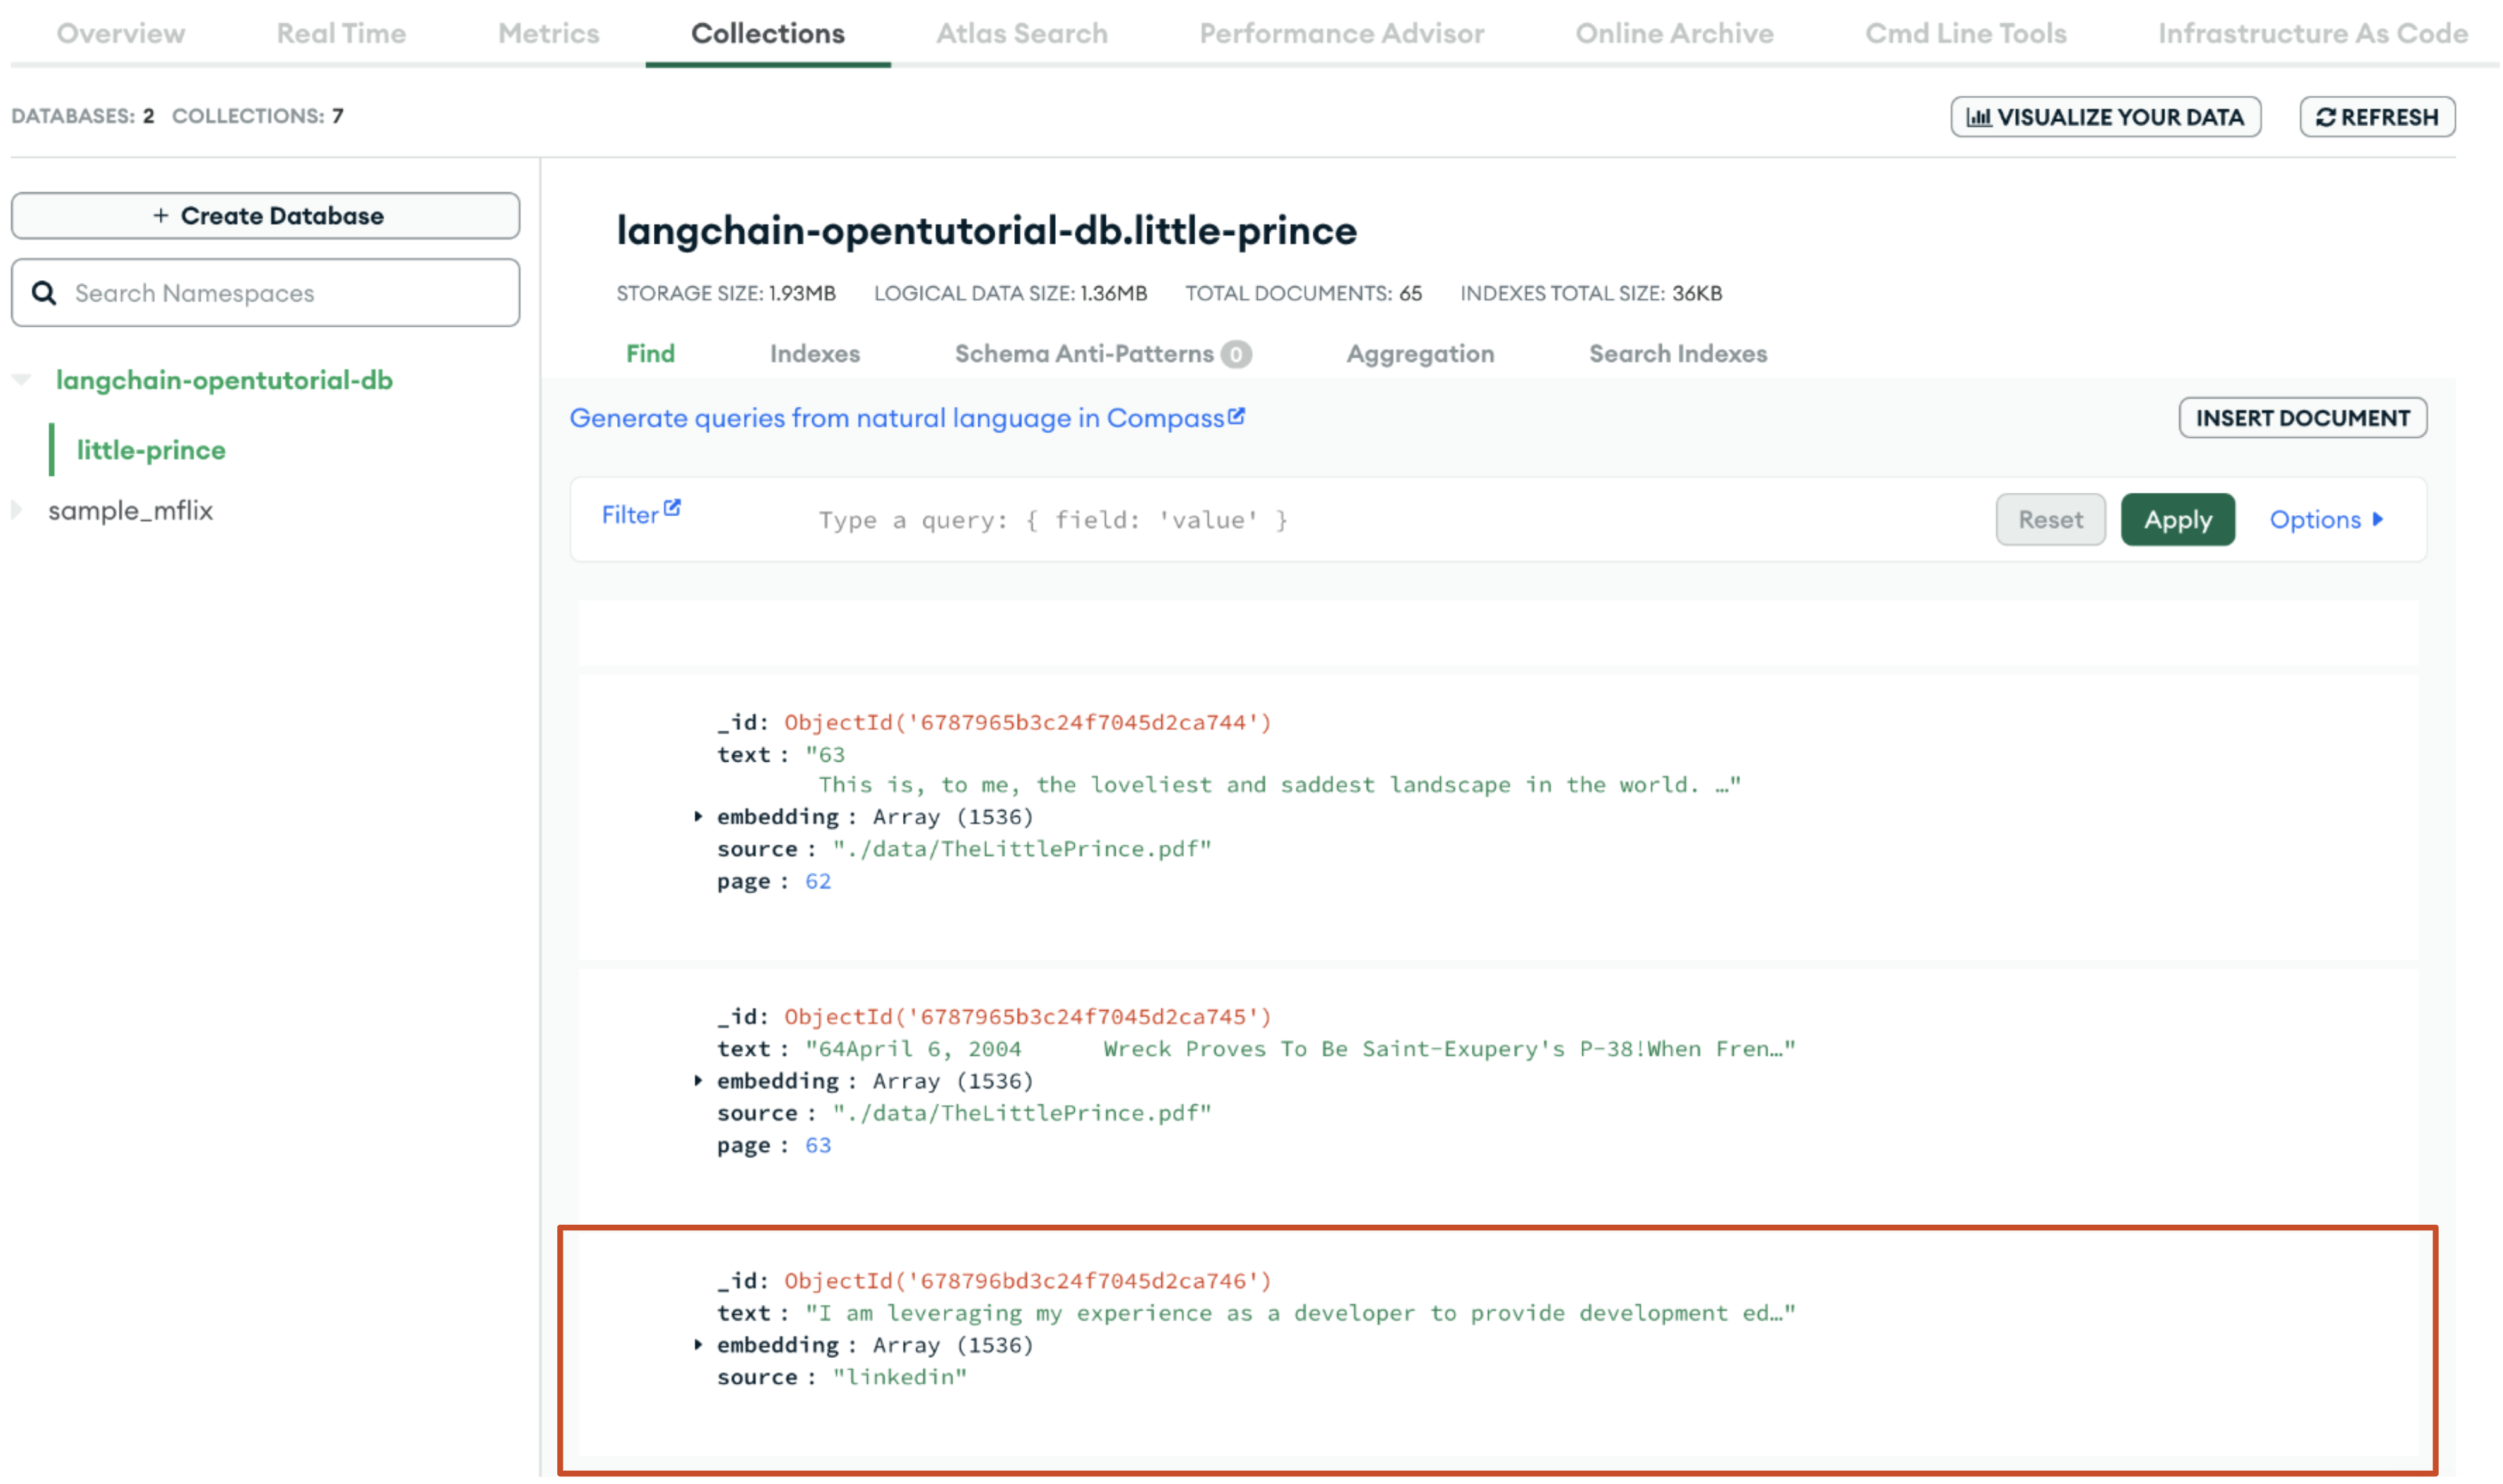 Overview Real Time Metrics Collections Atlas Search Performance Advisor Online Archive Cmd Line Tools Infrastructure As Code
DATABASES: 2 COLLECTIONS: 7
VISUALIZE YOUR DATA REFRESH
+ Create Database
Search Namespaces
langchain-opentutorial-db
little-prince
sample_mflix
langchain-opentutorial-db.little-prince
STORAGE SIZE: 1.93MB LOGICAL DATA SIZE: 1.36MB TOTAL DOCUMENTS: 65 INDEXES TOTAL SIZE: 36KB
Find Indexes Schema Anti-Patterns 0 Aggregation Search Indexes
Generate queries from natural language in Compass
INSERT DOCUMENT
Filter Type a query: { field: 'value' } Reset Apply Options
_id: ObjectId('6787965b3c24f7045d2ca744')
text : "63
This is, to me, the loveliest and saddest landscape in the world. …"
embedding : Array (1536)
source : "./data/TheLittlePrince.pdf"
page : 62
_id: ObjectId('6787965b3c24f7045d2ca745')
text : "64April 6, 2004 Wreck Proves To Be Saint-Exupery's P-38!When Fren…"
embedding : Array (1536)
source : "./data/TheLittlePrince.pdf"
page : 63
_id: ObjectId('678796bd3c24f7045d2ca746')
text : "I am leveraging my experience as a developer to provide development ed…"
embedding : Array (1536)
source : "linkedin"